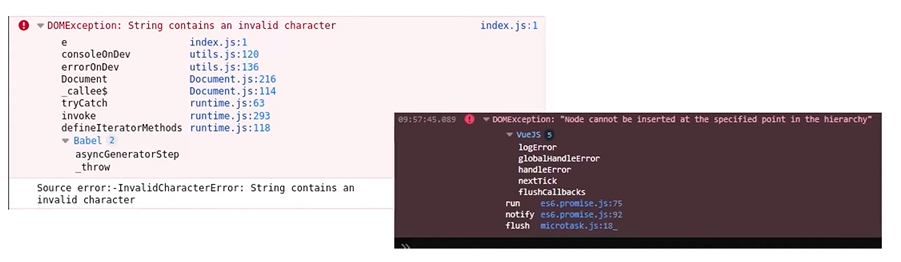 DOMException: String contains an invalid character index.js:1
e index.js:1
consoleOnDev utils.js:120
errorOnDev utils.js:136
Document Document.js:216
_callee$ Document.js:114
tryCatch runtime.js:63
invoke runtime.js:293
defineIteratorMethods runtime.js:118
Babel 2
asyncGeneratorStep
_throw
Source error:-InvalidCharacterError: String contains an
invalid character
09:57:45.089 DOMException: "Node cannot be inserted at the specified point in the hierarchy"
VueJS 5
logError
globalHandleError
handleError
nextTick
flushCallbacks
run es6.promise.js:75
notify es6.promise.js:92
flush microtask.js:18_
»